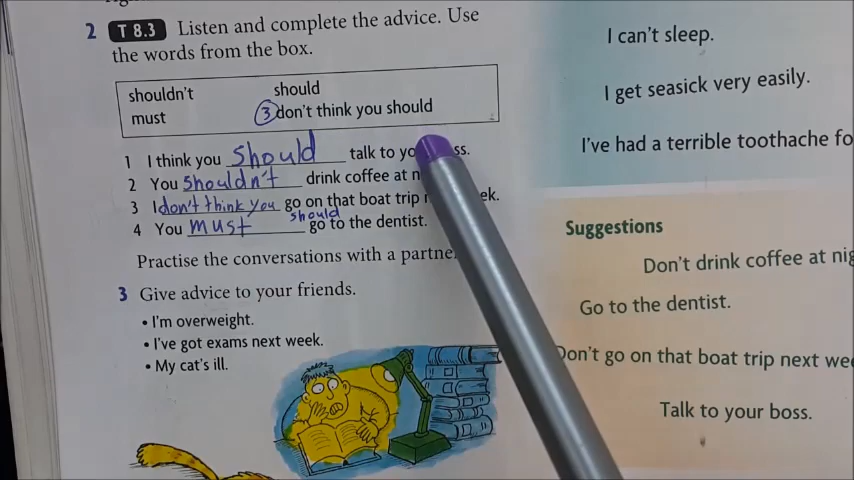 2 T 8.3 Listen and complete the advice. Use
the words from the box.
shouldn't should
must 3 don't think you should
1 I think you should talk to yo ss.
2 You shouldn't drink coffee at n
3 I don't think you should go on that boat trip ek.
4 You must go to the dentist.
Practise the conversations with a partne
3 Give advice to your friends.
• I'm overweight.
• I've got exams next week.
• My cat's ill.
I can't sleep.
I get seasick very easily.
I've had a terrible toothache fo
Suggestions
Don't drink coffee at nig
Go to the dentist.
Don't go on that boat trip next wee
Talk to your boss.